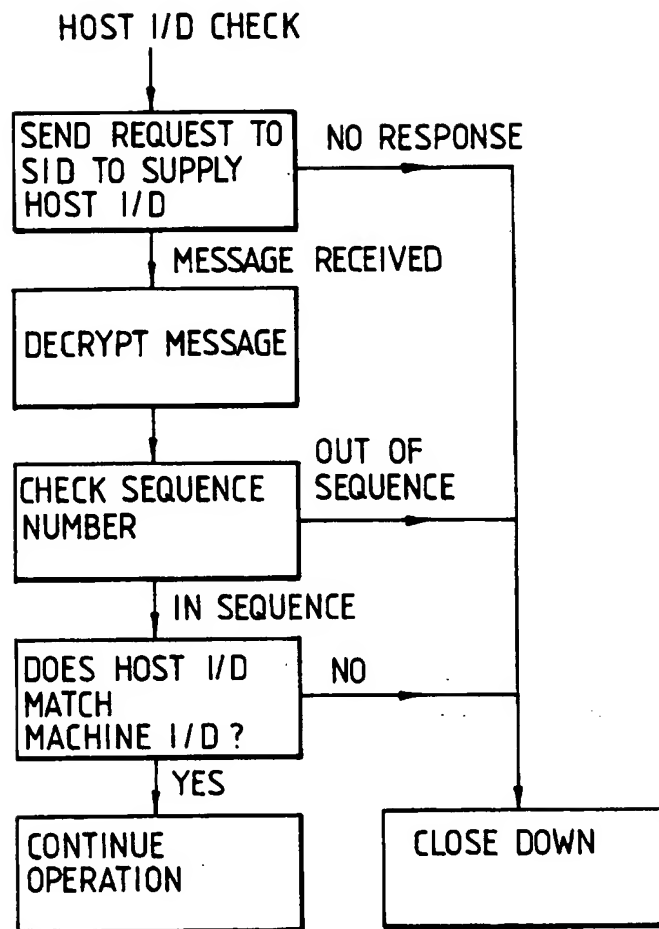 HOST I/D CHECK
SEND REQUEST TO
SID TO SUPPLY
HOST I/D
NO RESPONSE
MESSAGE RECEIVED
DECRYPT MESSAGE
CHECK SEQUENCE
NUMBER
OUT OF
SEQUENCE
IN SEQUENCE
DOES HOST I/D
MATCH
MACHINE I/D ?
NO
YES
CONTINUE
OPERATION
CLOSE DOWN